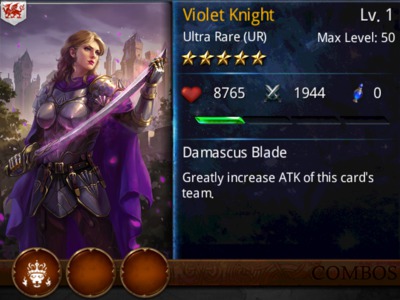 Violet Knight
Lv. 1
Ultra Rare (UR)
Max Level: 50
8765
1944
0
Damascus Blade
Greatly increase ATK of this card's
team.
COMBOS